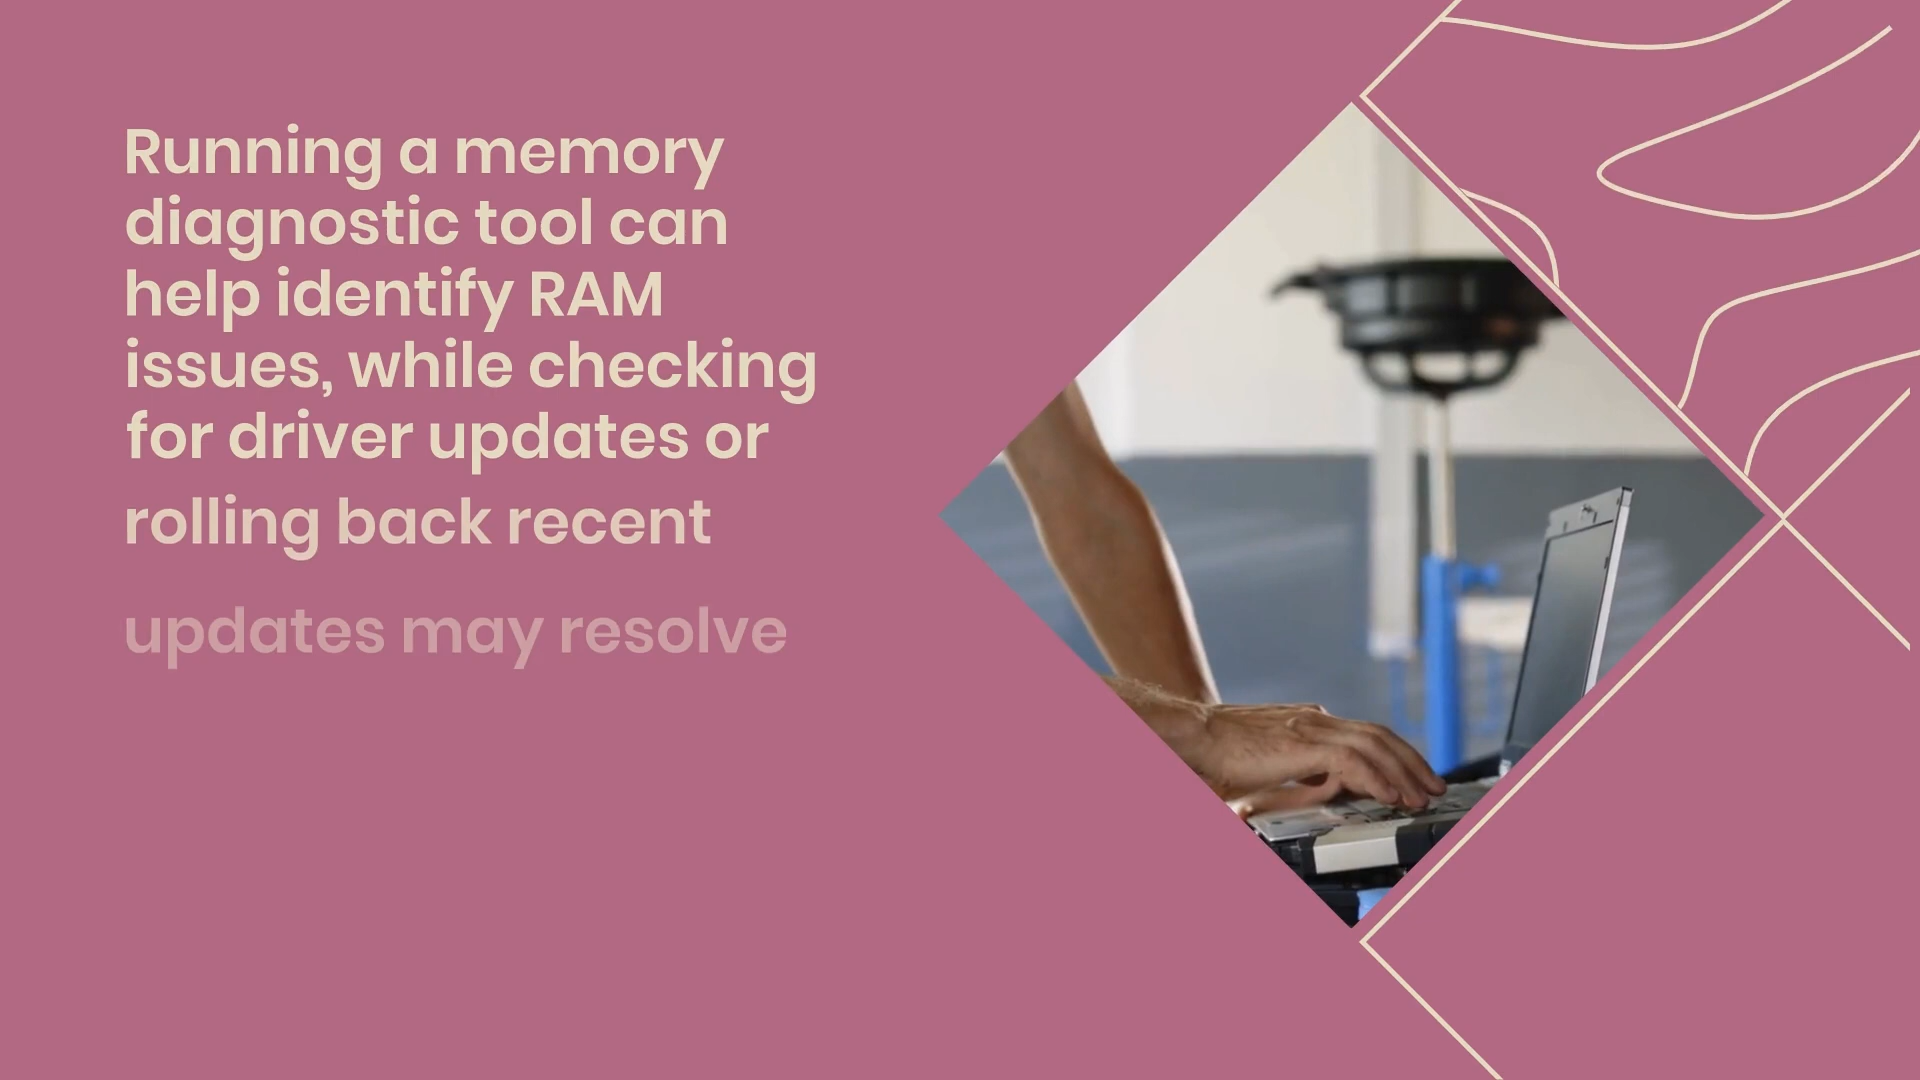 Running a memory
diagnostic tool can
help identify RAM
issues, while checking
for driver updates or
rolling back recent
updates may resolve